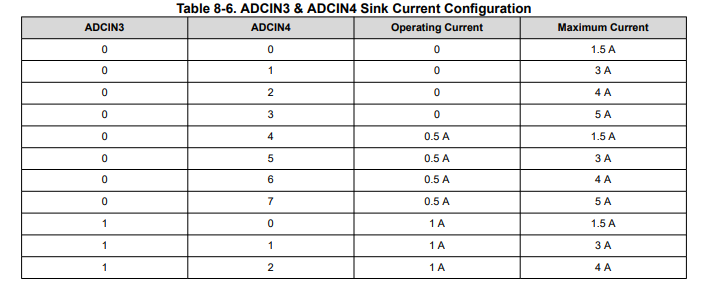 Table 8-6. ADCIN3 & ADCIN4 Sink Current Configuration
ADCIN3 ADCIN4 Operating Current Maximum Current
0 0 0 1.5 A
0 1 0 3 A
0 2 0 4 A
0 3 0 5 A
0 4 0.5 A 1.5 A
0 5 0.5 A 3 A
0 6 0.5 A 4 A
0 7 0.5 A 5 A
1 0 1 A 1.5 A
1 1 1 A 3 A
1 2 1 A 4 A